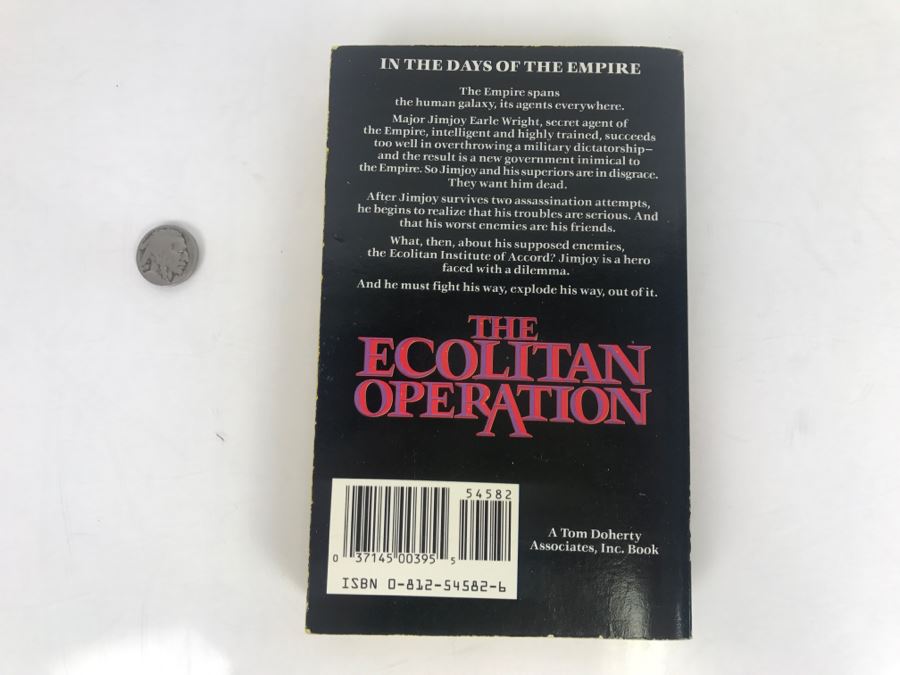 IN THE DAYS OF THE EMPIRE
The Empire spans
the human galaxy, its agents everywhere.
Major Jimjoy Earle Wright, secret agent of
the Empire, intelligent and highly trained, succeeds
too well in overthrowing a military dictatorship—
and the result is a new government inimical to
the Empire. So Jimjoy and his superiors are in disgrace.
They want him dead.
After Jimjoy survives two assassination attempts,
he begins to realize that his troubles are serious. And
that his worst enemies are his friends.
What, then, about his supposed enemies,
the Ecolitan Institute of Accord? Jimjoy is a hero
faced with a dilemma.
And he must fight his way, explode his way, out of it.
THE
ECOLITAN
OPERATION
54582
0 37145 00395 5
ISBN 0-812-54582-6
A Tom Doherty
Associates, Inc. Book